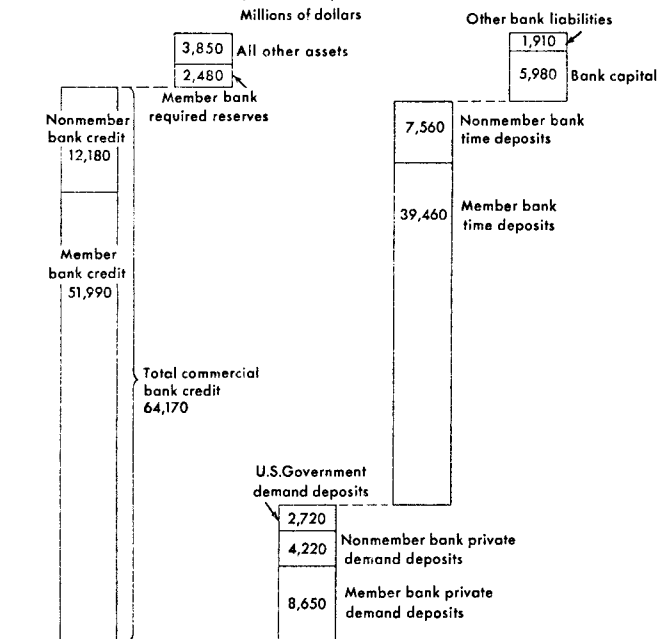 Millions of dollars
Other bank liabilities
3,850 All other assets
1,910
2,480
5,980 Bank capital
Member bank
required reserves
Nonmember
bank credit
12,180
7,560
Nonmember bank
time deposits
39,460
Member bank
time deposits
Member
bank credit
51,990
Total commercial
bank credit
64,170
U.S.Government
demand deposits
2,720
4,220
Nonmember bank private
demand deposits
8,650
Member bank private
demand deposits